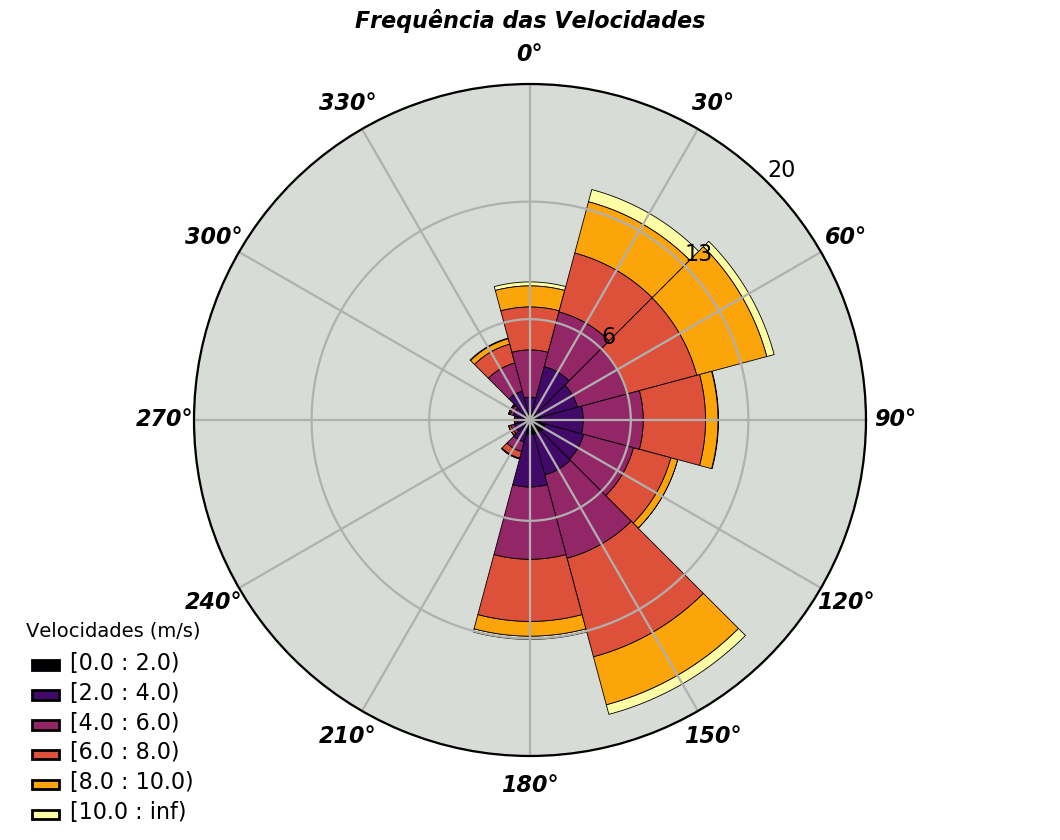 Frequência das Velocidades
0°
330°
30°
20
300°
60°
13
6
270°
90°
240°
120°
210°
150°
180°
Velocidades (m/s)
[0.0 : 2.0)
[2.0 : 4.0)
[4.0 : 6.0)
[6.0 : 8.0)
[8.0 : 10.0)
[10.0 : inf)